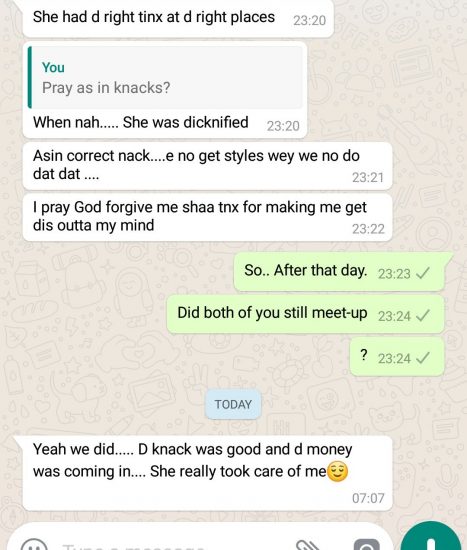 She had d right tinx at d right places 23:20
You
Pray as in knacks?
When nah..... She was dicknified 23:20
Asin correct nack....e no get styles wey we no do
dat dat .... 23:21
I pray God forgive me shaa tnx for making me get
dis outta my mind 23:22
So.. After that day. 23:23
Did both of you still meet-up 23:24
? 23:24
TODAY
Yeah we did..... D knack was good and d money
was coming in.... She really took care of me😍
07:07
Type a message